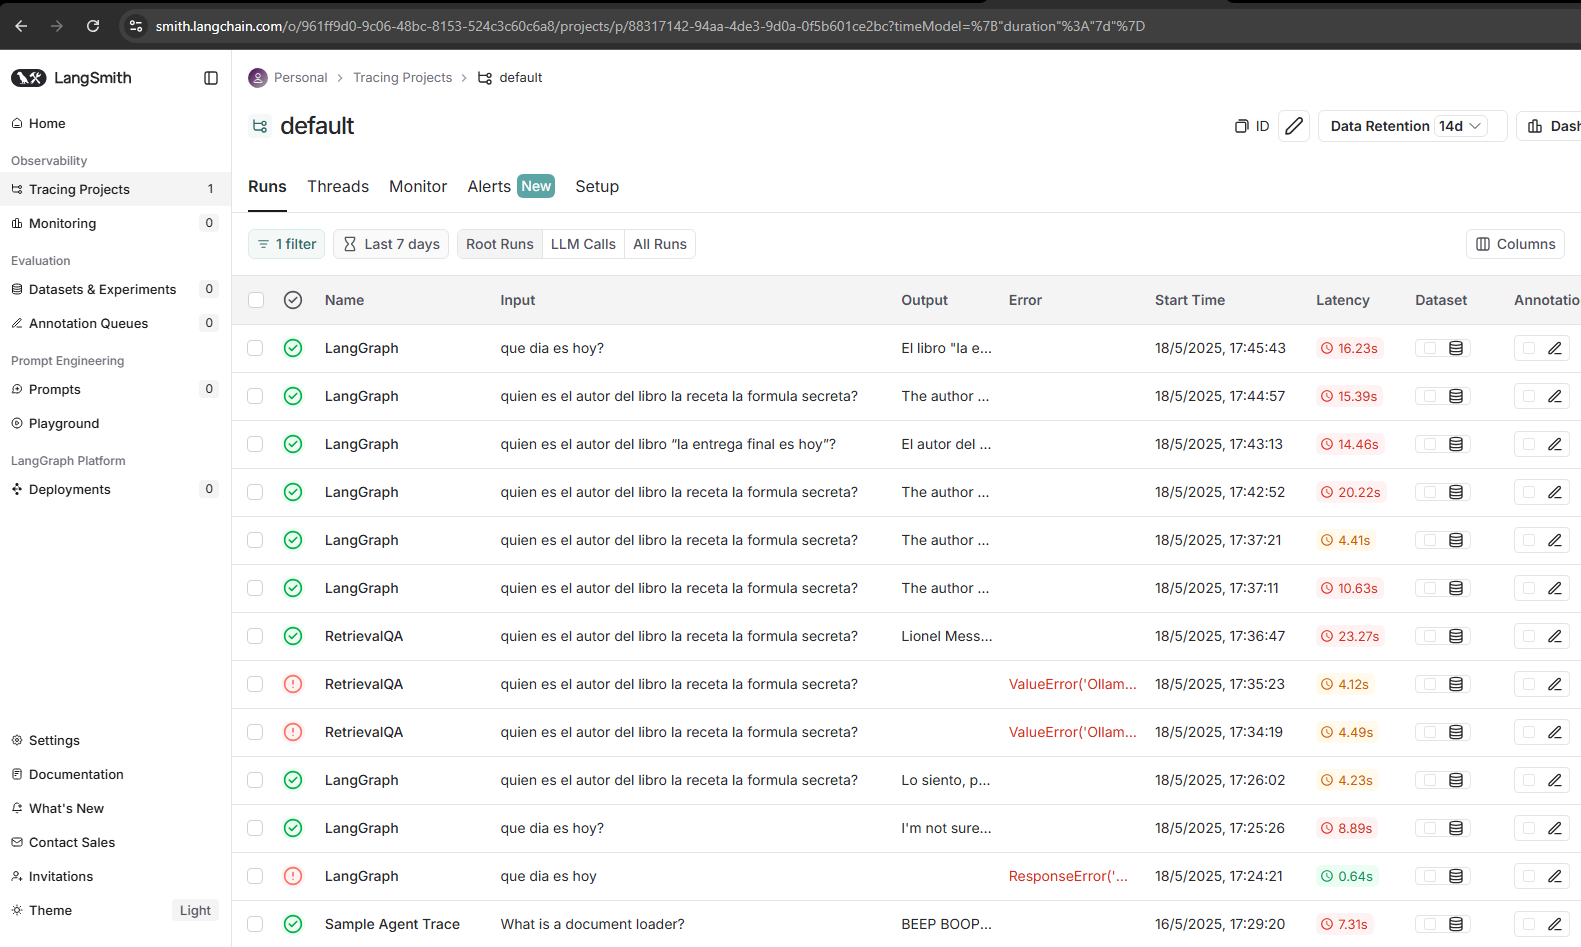 smith.langchain.com/o/961ff9d0-9c06-48bc-8153-524c3c60c6a8/projects/p/88317142-94aa-4de3-9d0a-0f5b601ce2bc?timeModel=%7B"duration"%3A"7d"%7D
LangSmith
Personal > Tracing Projects > default
Home
default
ID
Data Retention 14d
Dash
Observability
Tracing Projects 1
Monitoring 0
Evaluation
Datasets & Experiments 0
Annotation Queues 0
Prompt Engineering
Prompts 0
Playground
LangGraph Platform
Deployments 0
Settings
Documentation
What's New
Contact Sales
Invitations
Theme Light
Runs Threads Monitor Alerts New Setup
1 filter Last 7 days Root Runs LLM Calls All Runs Columns
Name Input Output Error Start Time Latency Dataset Annotatio
LangGraph que dia es hoy? El libro "la e... 18/5/2025, 17:45:43 16.23s
LangGraph quien es el autor del libro la receta la formula secreta? The author ... 18/5/2025, 17:44:57 15.39s
LangGraph quien es el autor del libro “la entrega final es hoy”? El autor del ... 18/5/2025, 17:43:13 14.46s
LangGraph quien es el autor del libro la receta la formula secreta? The author ... 18/5/2025, 17:42:52 20.22s
LangGraph quien es el autor del libro la receta la formula secreta? The author ... 18/5/2025, 17:37:21 4.41s
LangGraph quien es el autor del libro la receta la formula secreta? The author ... 18/5/2025, 17:37:11 10.63s
RetrievalQA quien es el autor del libro la receta la formula secreta? Lionel Mess... 18/5/2025, 17:36:47 23.27s
RetrievalQA quien es el autor del libro la receta la formula secreta? ValueError('Ollam... 18/5/2025, 17:35:23 4.12s
RetrievalQA quien es el autor del libro la receta la formula secreta? ValueError('Ollam... 18/5/2025, 17:34:19 4.49s
LangGraph quien es el autor del libro la receta la formula secreta? Lo siento, p... 18/5/2025, 17:26:02 4.23s
LangGraph que dia es hoy? I'm not sure... 18/5/2025, 17:25:26 8.89s
LangGraph que dia es hoy ResponseError('... 18/5/2025, 17:24:21 0.64s
Sample Agent Trace What is a document loader? BEEP BOOP... 16/5/2025, 17:29:20 7.31s